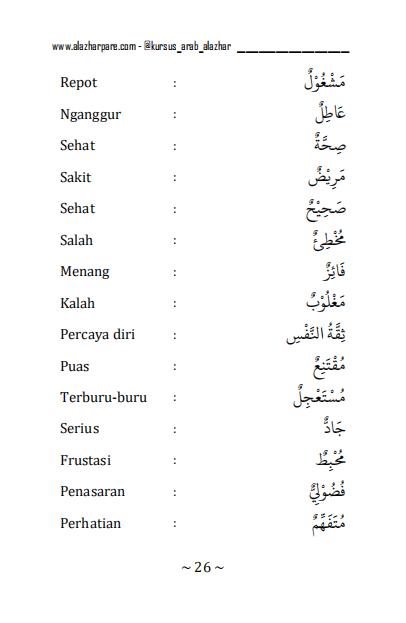 www.alazharpare.com - @kursus_arab_alazhar
Repot : مَشْغُوْلٌ
Nganggur : عَاطِلٌ
Sehat : صِحَّةٌ
Sakit : مَرِيْضٌ
Sehat : صَحِيْحٌ
Salah : مُخْطِئٌ
Menang : فَائِزٌ
Kalah : مَغْلُوْبٌ
Percaya diri : ثِقَّةُ النَّفْسِ
Puas : مُقْتَنِعٌ
Terburu-buru : مُسْتَعْجِلٌ
Serius : جَادٌّ
Frustasi : مُحْبِطٌ
Penasaran : فُضُوْلِيٌّ
Perhatian : مُتَفَهِّمٌ
~ 26 ~